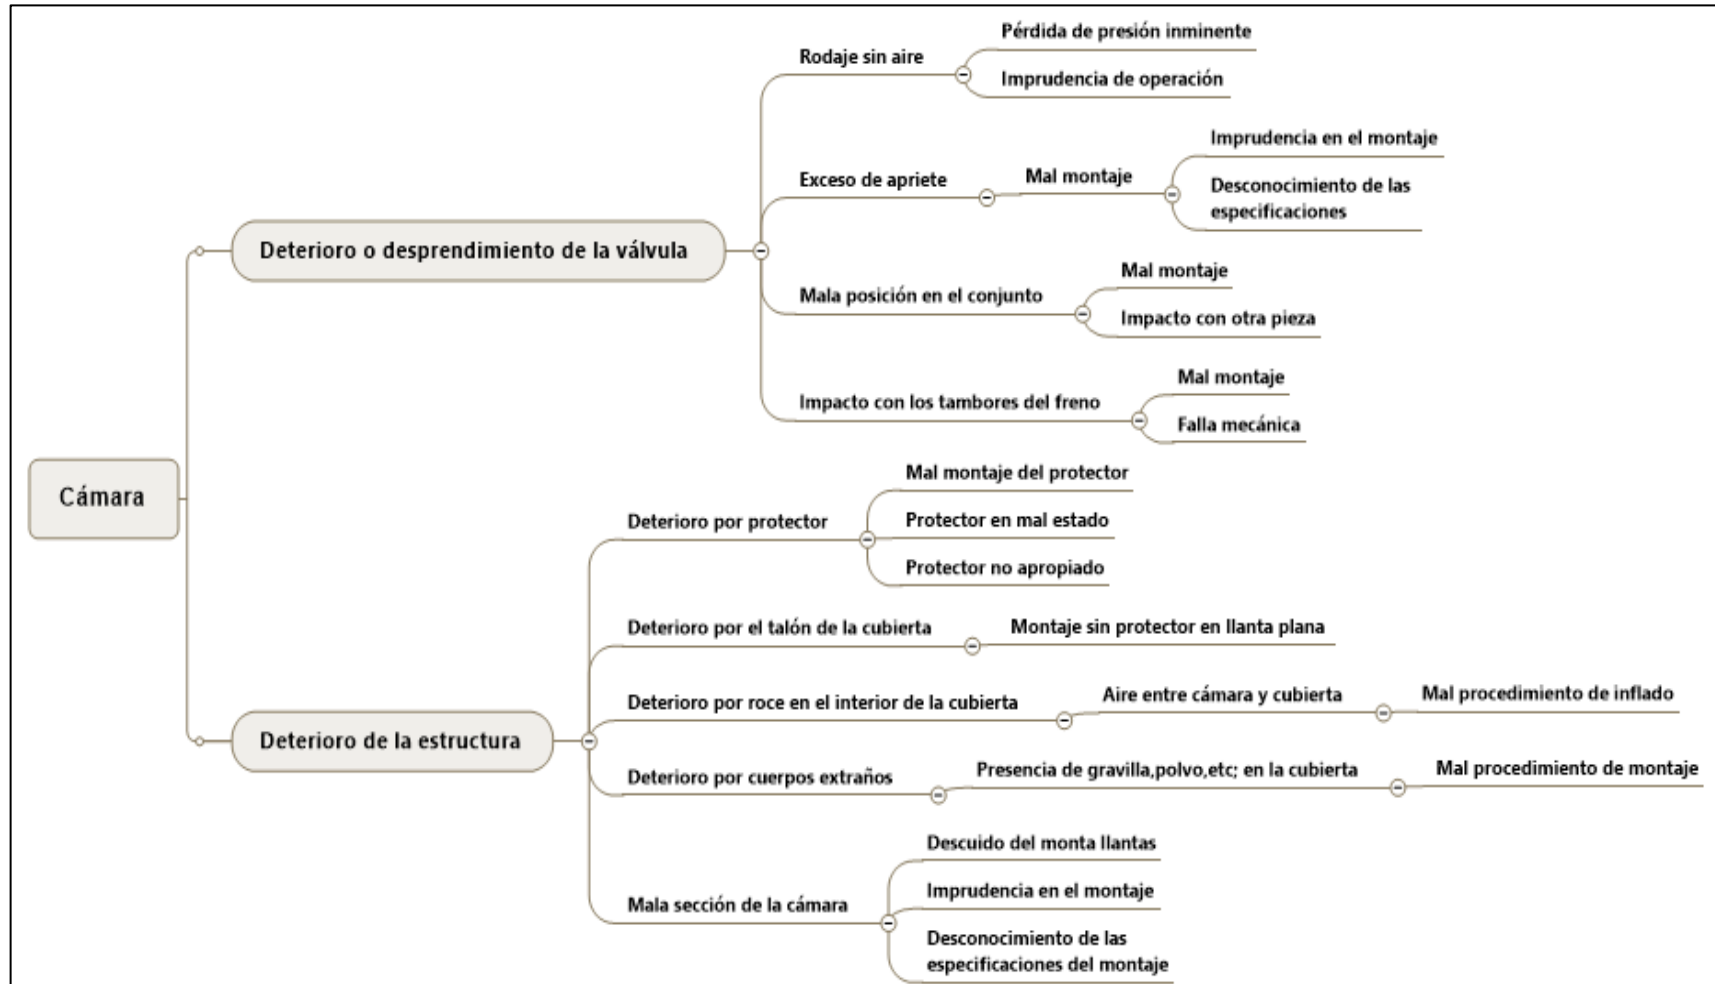 Pérdida de presión inminente
Rodaje sin aire
Imprudencia de operación
Imprudencia en el montaje
Exceso de apriete
Mal montaje
Desconocimiento de las
especificaciones
Deterioro o desprendimiento de la válvula
Mal montaje
Mala posición en el conjunto
Impacto con otra pieza
Mal montaje
Impacto con los tambores del freno
Falla mecánica
Cámara
Mal montaje del protector
Deterioro por protector
Protector en mal estado
Protector no apropiado
Deterioro por el talón de la cubierta
Montaje sin protector en llanta plana
Deterioro por roce en el interior de la cubierta
Aire entre cámara y cubierta
Mal procedimiento de inflado
Deterioro de la estructura
Deterioro por cuerpos extraños
Presencia de gravilla,polvo,etc; en la cubierta
Mal procedimiento de montaje
Descuido del monta llantas
Mala sección de la cámara
Imprudencia en el montaje
Desconocimiento de las
especificaciones del montaje